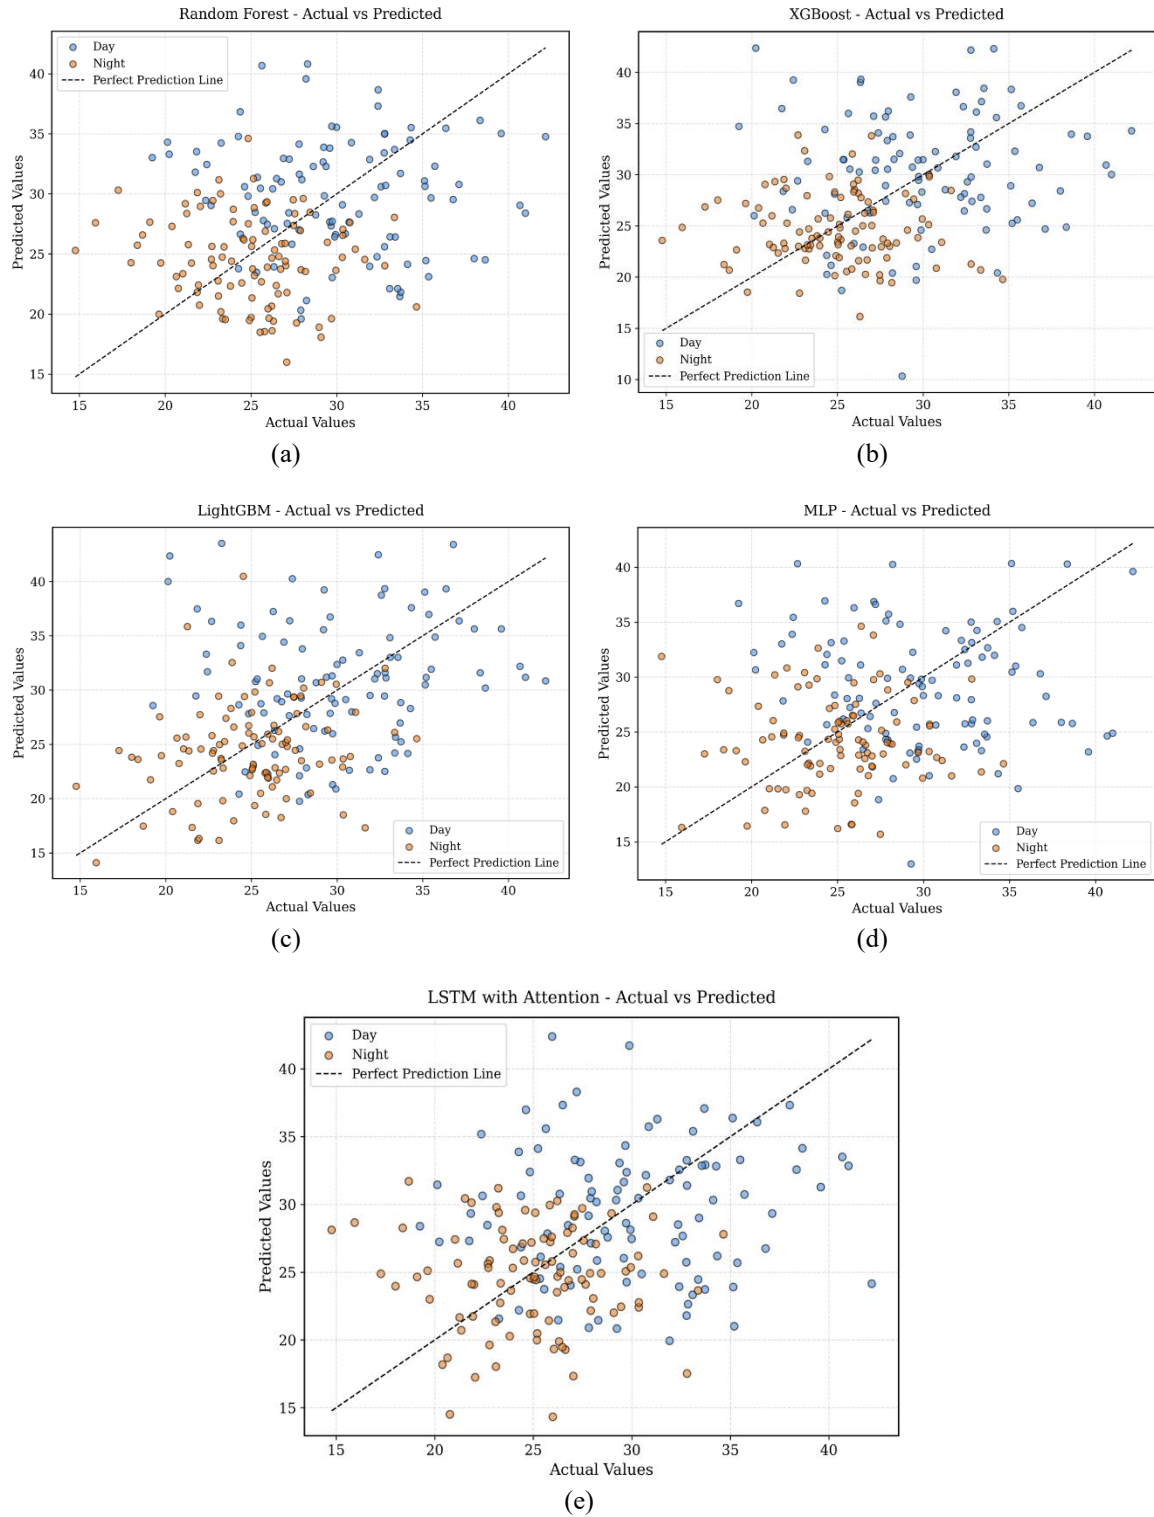 Random Forest - Actual vs Predicted
Day
Night
Perfect Prediction Line
40
35
30
25
20
15
Predicted Values
15 20 25 30 35 40
Actual Values
(a)
XGBoost - Actual vs Predicted
40
35
30
25
20
15
10
Predicted Values
Day
Night
Perfect Prediction Line
15 20 25 30 35 40
Actual Values
(b)
LightGBM - Actual vs Predicted
40
35
30
25
20
15
Predicted Values
Day
Night
Perfect Prediction Line
15 20 25 30 35 40
Actual Values
(c)
MLP - Actual vs Predicted
40
35
30
25
20
15
Predicted Values
Day
Night
Perfect Prediction Line
15 20 25 30 35 40
Actual Values
(d)
LSTM with Attention - Actual vs Predicted
Day
Night
Perfect Prediction Line
40
35
30
25
20
15
Predicted Values
15 20 25 30 35 40
Actual Values
(e)